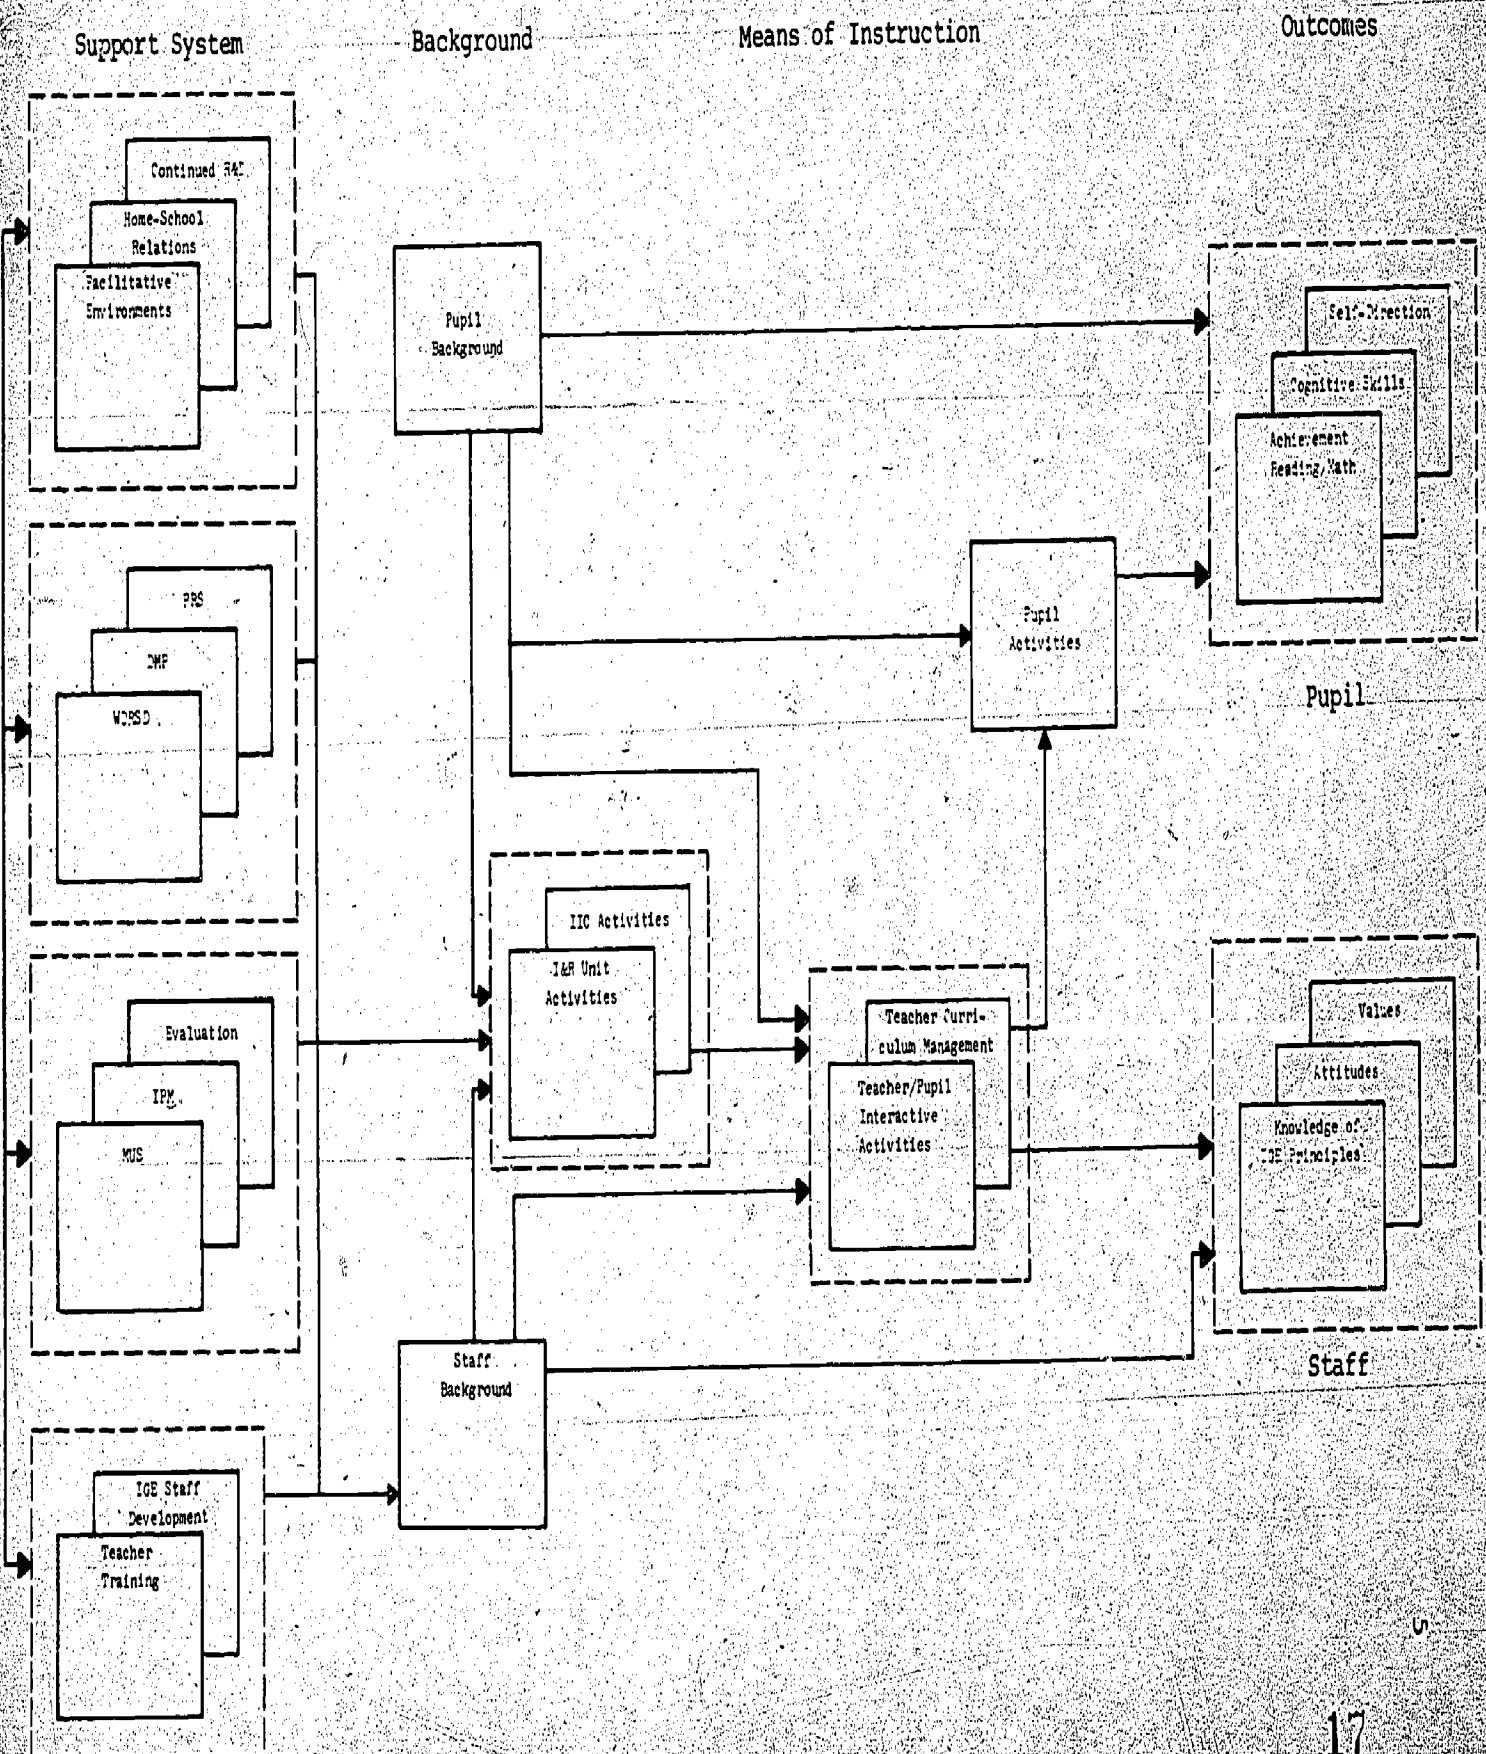 Support System
Background
Means of Instruction
Outcomes
Continued R&D
Home-School
Relations
Facilitative
Environments
Pupil
Background
Self-Direction
Cognitive Skills
Achievement
Reading/Math
PRS
DMP
WDRSD
Pupil
Activities
Pupil
IIC Activities
I&R Unit
Activities
Evaluation
IPM
MUS
Teacher Curri-
culum Management
Teacher/Pupil
Interactive
Activities
Values
Attitudes
Knowledge of
IGE Principles
Staff
Background
Staff
IGE Staff
Development
Teacher
Training
5
17